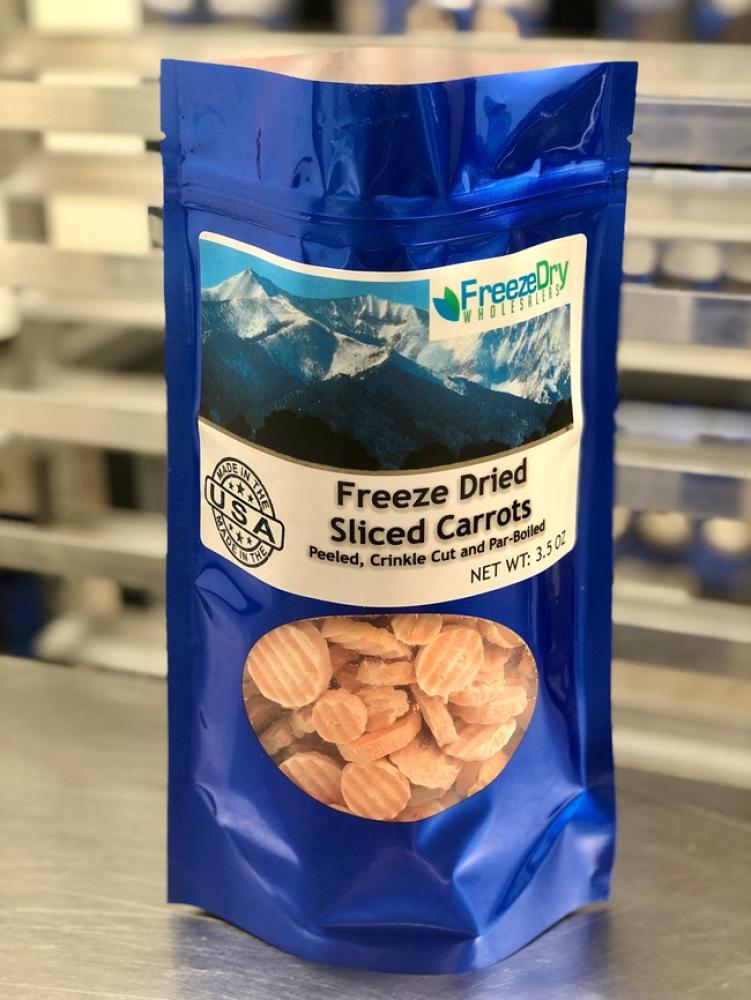 FreezeDry
WHOLESALERS
MADE IN THE
USA
MADE IN THE
Freeze Dried
Sliced Carrots
Peeled, Crinkle Cut and Par-Boiled
NET WT: 3.5 OZ